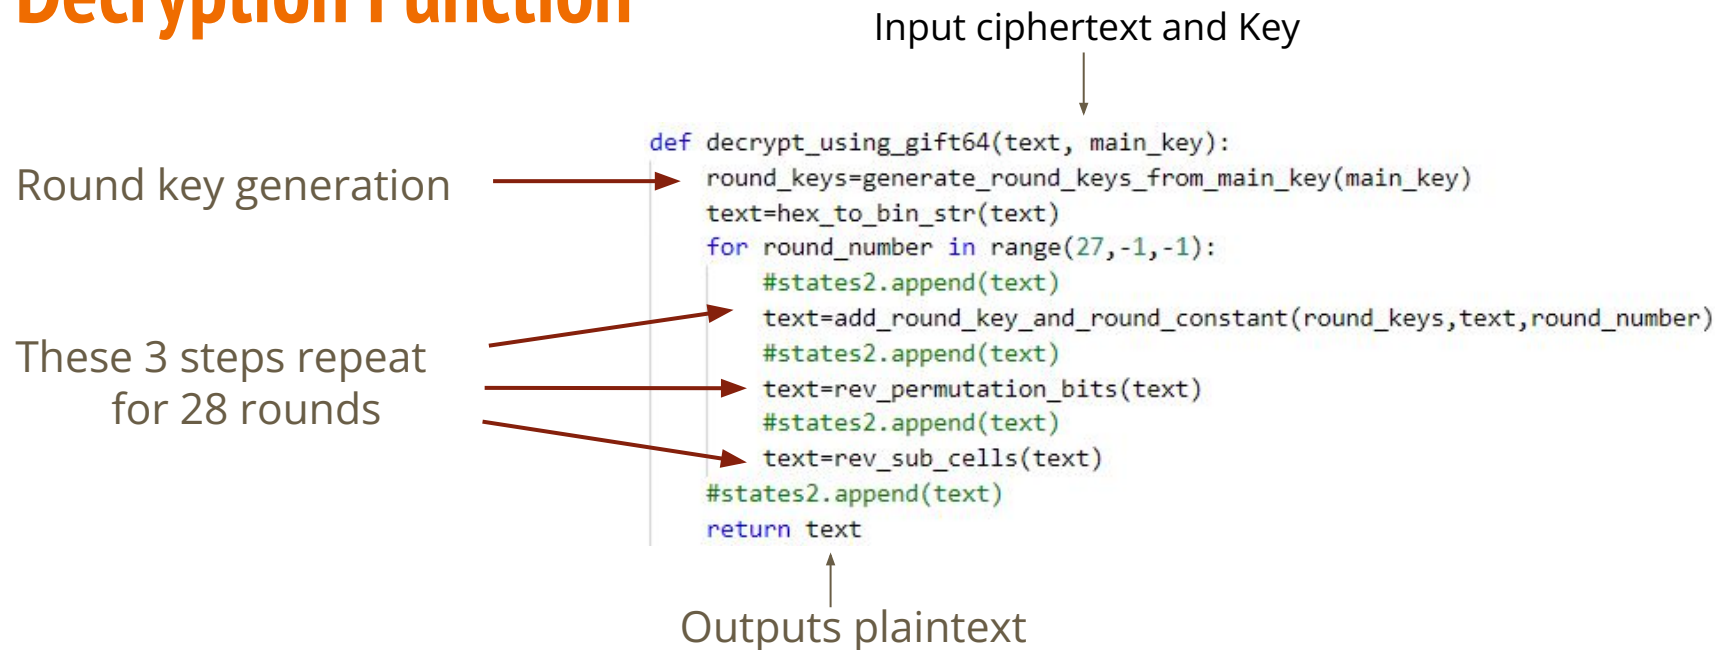 Decryption Function
Input ciphertext and Key
def decrypt_using_gift64(text, main_key):
Round key generation
round_keys=generate_round_keys_from_main_key(main_key)
text=hex_to_bin_str(text)
for round_number in range(27,-1,-1):
#states2.append(text)
text=add_round_key_and_round_constant(round_keys,text,round_number)
These 3 steps repeat
for 28 rounds
#states2.append(text)
text=rev_permutation_bits(text)
#states2.append(text)
text=rev_sub_cells(text)
#states2.append(text)
return text
Outputs plaintext